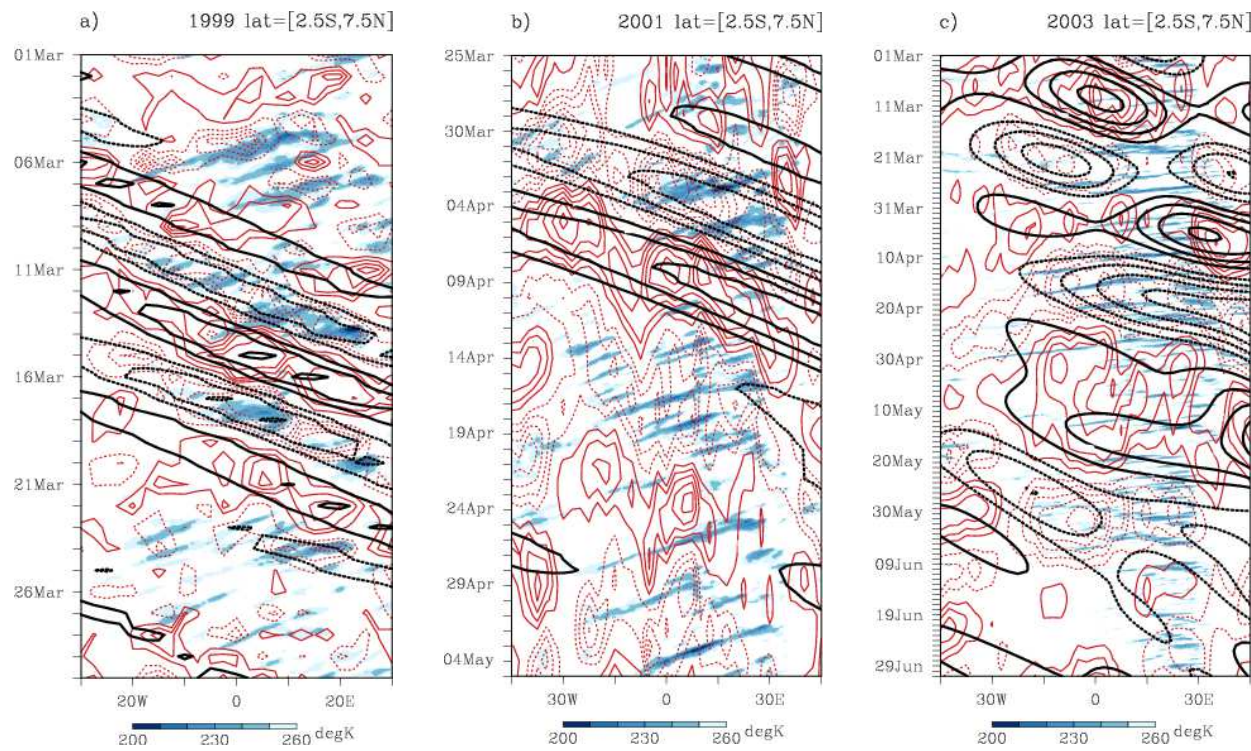 a) 1999 lat=[2.5S,7.5N]
01Mar
06Mar
11Mar
16Mar
21Mar
26Mar
20W 0 20E
200 230 260 degK
b) 2001 lat=[2.5S,7.5N]
25Mar
30Mar
04Apr
09Apr
14Apr
19Apr
24Apr
29Apr
04May
30W 0 30E
200 230 260 degK
c) 2003 lat=[2.5S,7.5N]
01Mar
11Mar
21Mar
31Mar
10Apr
20Apr
30Apr
10May
20May
30May
09Jun
19Jun
29Jun
30W 0 30E
200 230 260 degK